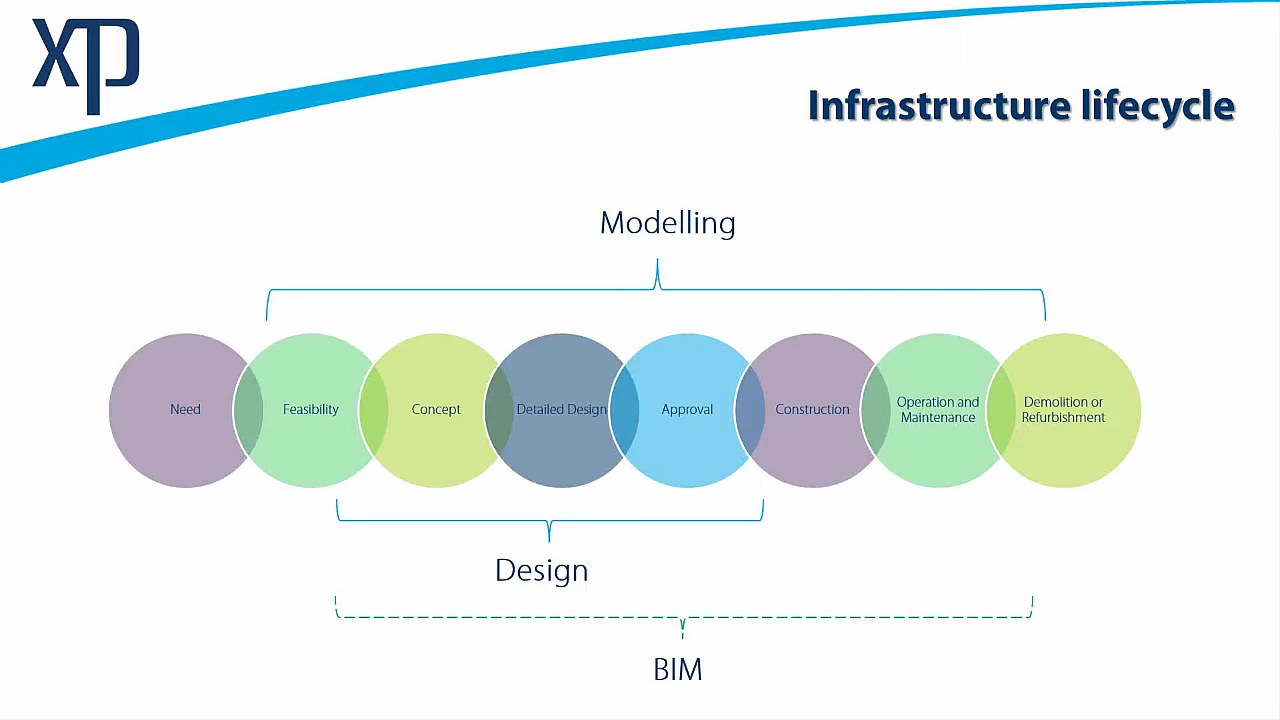 xp
Infrastructure lifecycle
Modelling
Need
Feasibility
Concept
Detailed Design
Approval
Construction
Operation and
Maintenance
Demolition or
Refurbishment
Design
BIM